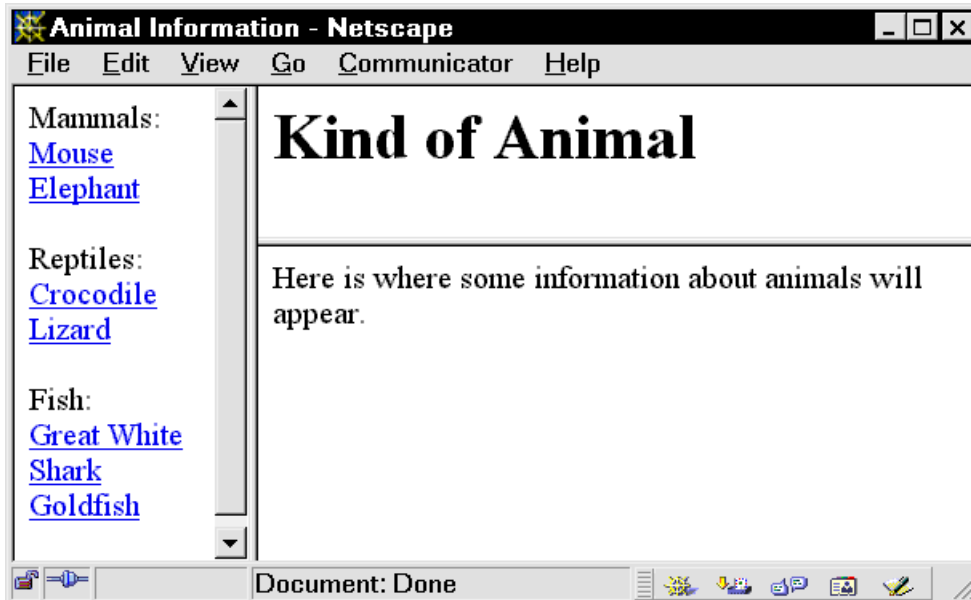 Animal Information - Netscape
File Edit View Go Communicator Help
Mammals:
Mouse
Elephant
Reptiles:
Crocodile
Lizard
Fish:
Great White
Shark
Goldfish
Kind of Animal
Here is where some information about animals will
appear.
Document: Done